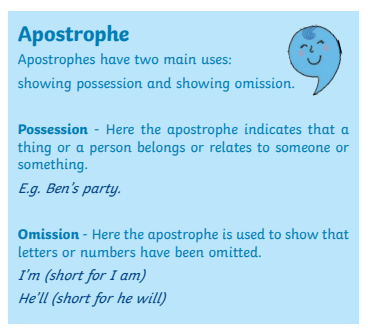 Apostrophe
Apostrophes have two main uses:
showing possession and showing omission.
Possession - Here the apostrophe indicates that a
thing or a person belongs or relates to someone or
something.
E.g. Ben's party.
Omission - Here the apostrophe is used to show that
letters or numbers have been omitted.
I'm (short for I am)
He'll (short for he will)